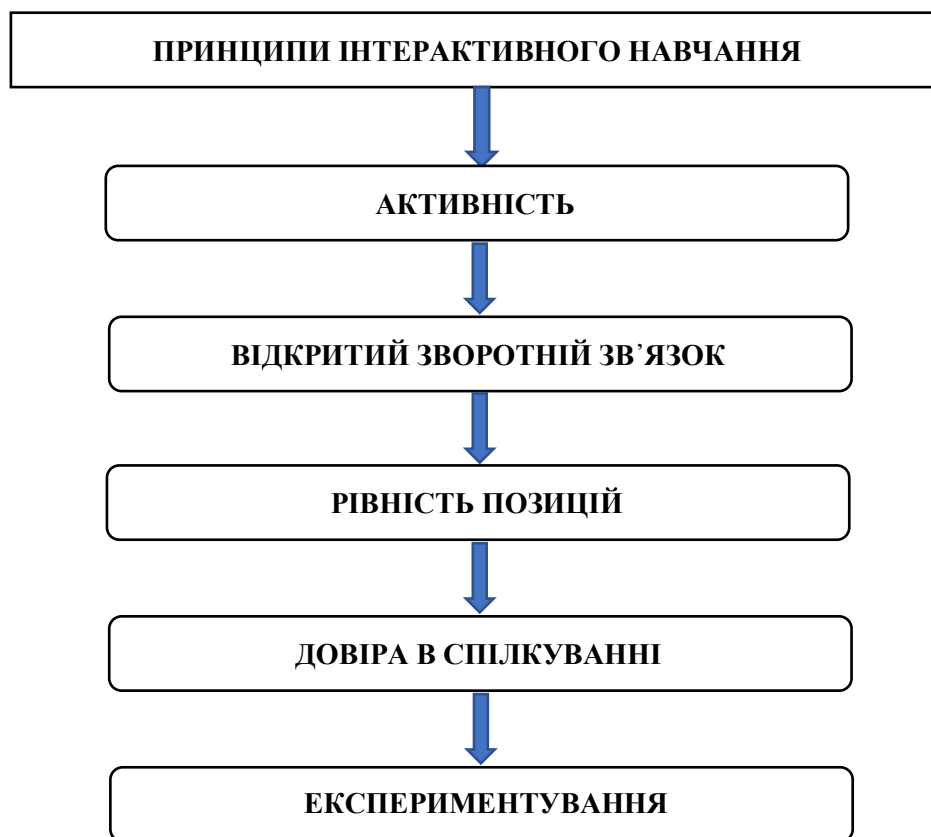 ПРИНЦИПИ ІНТЕРАКТИВНОГО НАВЧАННЯ
АКТИВНІСТЬ
ВІДКРИТИЙ ЗВОРОТНІЙ ЗВ’ЯЗОК
РІВНІСТЬ ПОЗИЦІЙ
ДОВІРА В СПІЛКУВАННІ
ЕКСПЕРИМЕНТУВАННЯ